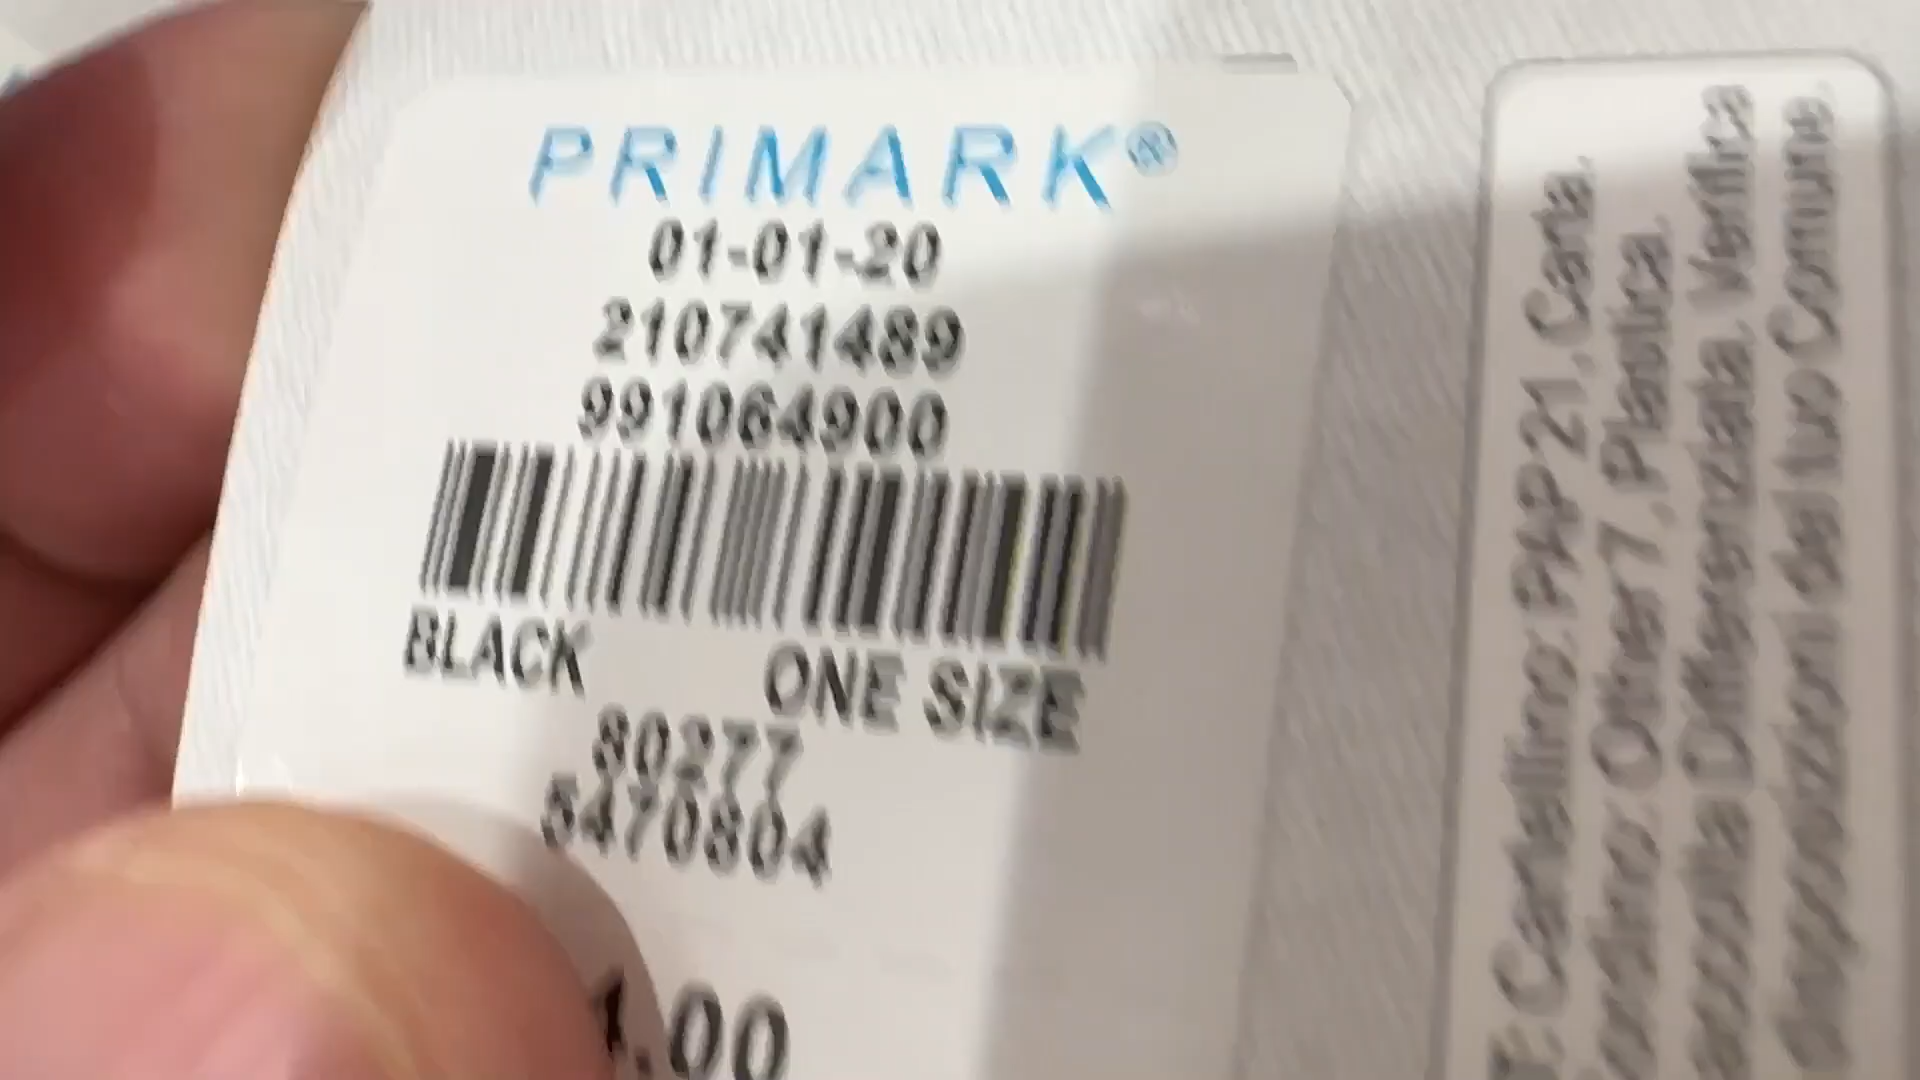 PRIMARK®
01-01-20
210741489
991064900
BLACK ONE SIZE
80277
5470804
.00
T: Cartellino: PAP 21, Carta.
Other 7, Plastica.
Differenziata. Verifica
disposizioni del tuo Comune.